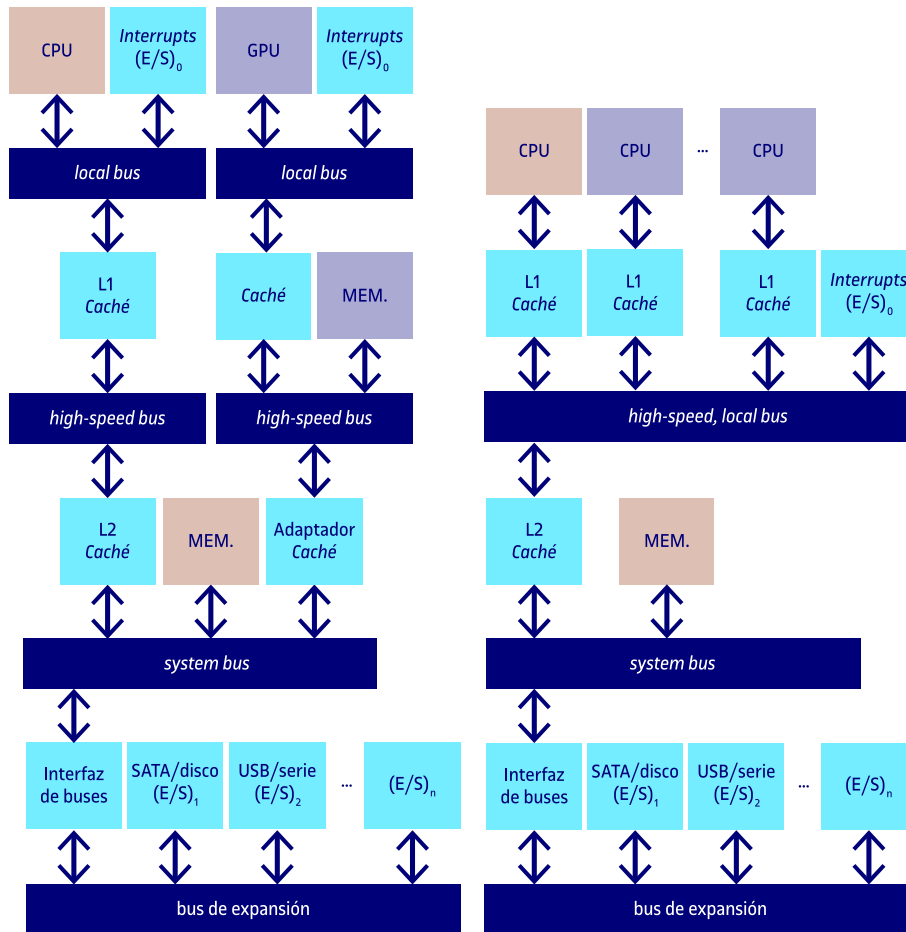 CPU
Interrupts
(E/S)0
GPU
Interrupts
(E/S)0
local bus
local bus
L1
Caché
Caché
MEM.
high-speed bus
high-speed bus
L2
Caché
MEM.
Adaptador
Caché
system bus
Interfaz
de buses
SATA/disco
(E/S)1
USB/serie
(E/S)2
...
(E/S)n
bus de expansión
CPU
CPU
...
CPU
L1
Caché
L1
Caché
L1
Caché
Interrupts
(E/S)0
high-speed, local bus
L2
Caché
MEM.
system bus
Interfaz
de buses
SATA/disco
(E/S)1
USB/serie
(E/S)2
...
(E/S)n
bus de expansión